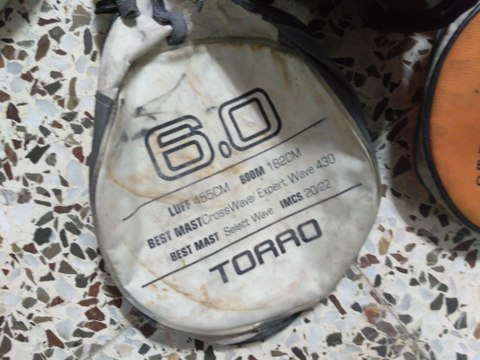 6.0
LUFF 455CM BOOM 182CM
BEST MAST CrossWave/ Expert Wave 430
BEST MAST Select Wave IMCS 20/22
TORRO